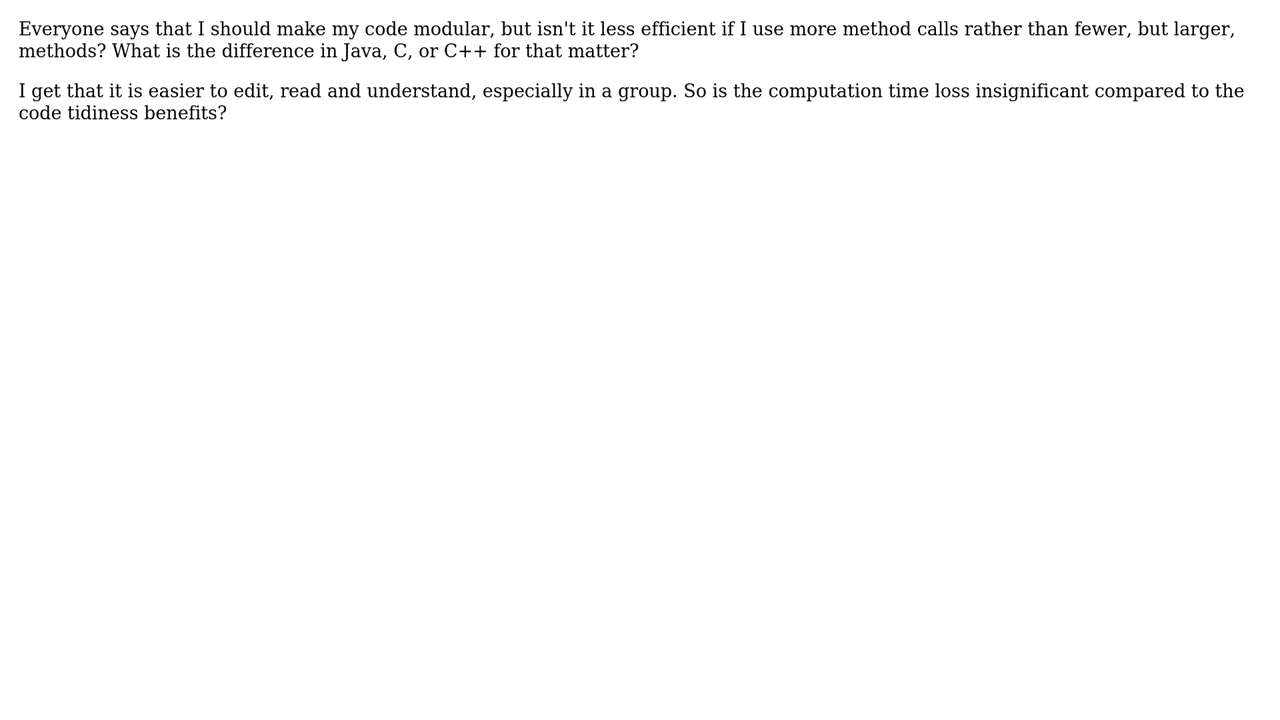 Everyone says that I should make my code modular, but isn't it less efficient if I use more method calls rather than fewer, but larger,
methods? What is the difference in Java, C, or C++ for that matter?
I get that it is easier to edit, read and understand, especially in a group. So is the computation time loss insignificant compared to the
code tidiness benefits?